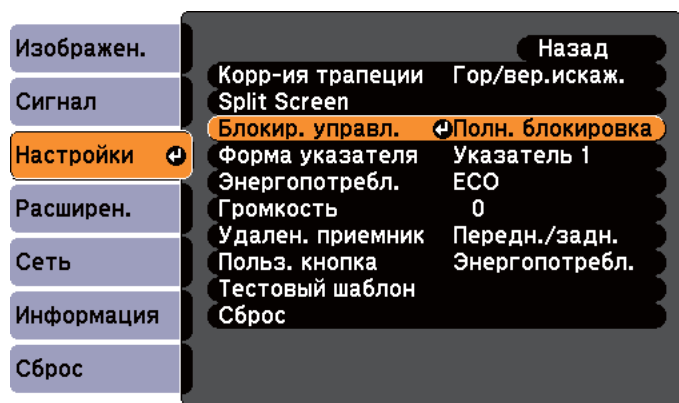 Изображен.
Сигнал
Настройки
Расширен.
Сеть
Информация
Сброс
Назад
Корр-ия трапеции Гор/вер.искаж.
Split Screen
Блокир. управл. Полн. блокировка
Форма указателя Указатель 1
Энергопотребл. ECO
Громкость 0
Удален. приемник Передн./задн.
Польз. кнопка Энергопотребл.
Тестовый шаблон
Сброс